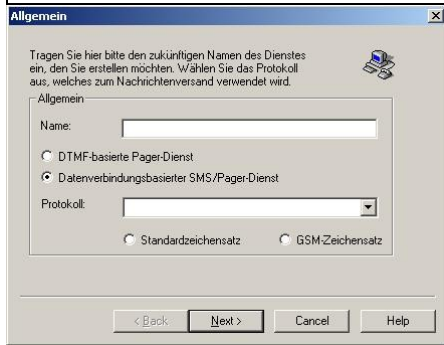 Allgemein
Tragen Sie hier bitte den zukünftigen Namen des Dienstes
ein, den Sie erstellen möchten. Wählen Sie das Protokoll
aus, welches zum Nachrichtenversand verwendet wird.
Allgemein
Name:
DTMF-basierte Pager-Dienst
Datenverbindungsbasierter SMS/Pager-Dienst
Protokoll:
Standardzeichensatz GSM-Zeichensatz
< Back Next > Cancel Help